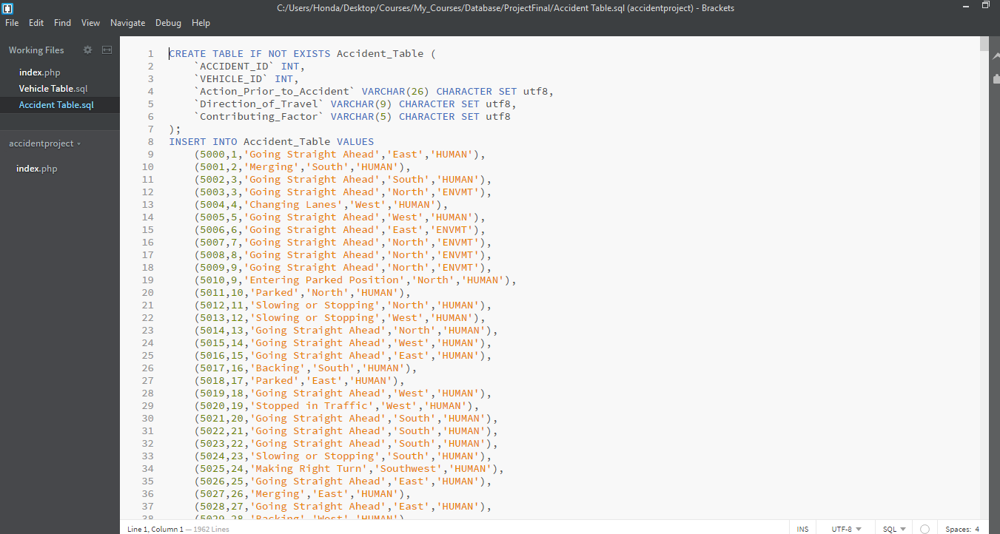 C:/Users/Honda/Desktop/Courses/My_Courses/Database/ProjectFinal/Accident Table.sql (accidentproject) - Brackets
File Edit Find View Navigate Debug Help
Working Files
index.php
Vehicle Table.sql
Accident Table.sql
accidentproject
index.php
1 CREATE TABLE IF NOT EXISTS Accident_Table (
2 `ACCIDENT_ID` INT,
3 `VEHICLE_ID` INT,
4 `Action_Prior_to_Accident` VARCHAR(26) CHARACTER SET utf8,
5 `Direction_of_Travel` VARCHAR(9) CHARACTER SET utf8,
6 `Contributing_Factor` VARCHAR(5) CHARACTER SET utf8
7 );
8 INSERT INTO Accident_Table VALUES
9 (5000,1,'Going Straight Ahead','East','HUMAN'),
10 (5001,2,'Merging','South','HUMAN'),
11 (5002,3,'Going Straight Ahead','South','HUMAN'),
12 (5003,3,'Going Straight Ahead','North','ENVMT'),
13 (5004,4,'Changing Lanes','West','HUMAN'),
14 (5005,5,'Going Straight Ahead','West','HUMAN'),
15 (5006,6,'Going Straight Ahead','East','ENVMT'),
16 (5007,7,'Going Straight Ahead','North','ENVMT'),
17 (5008,8,'Going Straight Ahead','North','ENVMT'),
18 (5009,9,'Going Straight Ahead','North','ENVMT'),
19 (5010,9,'Entering Parked Position','North','HUMAN'),
20 (5011,10,'Parked','North','HUMAN'),
21 (5012,11,'Slowing or Stopping','North','HUMAN'),
22 (5013,12,'Slowing or Stopping','West','HUMAN'),
23 (5014,13,'Going Straight Ahead','North','HUMAN'),
24 (5015,14,'Going Straight Ahead','West','HUMAN'),
25 (5016,15,'Going Straight Ahead','East','HUMAN'),
26 (5017,16,'Backing','South','HUMAN'),
27 (5018,17,'Parked','East','HUMAN'),
28 (5019,18,'Going Straight Ahead','West','HUMAN'),
29 (5020,19,'Stopped in Traffic','West','HUMAN'),
30 (5021,20,'Going Straight Ahead','South','HUMAN'),
31 (5022,21,'Going Straight Ahead','South','HUMAN'),
32 (5023,22,'Going Straight Ahead','South','HUMAN'),
33 (5024,23,'Slowing or Stopping','South','HUMAN'),
34 (5025,24,'Making Right Turn','Southwest','HUMAN'),
35 (5026,25,'Going Straight Ahead','East','HUMAN'),
36 (5027,26,'Merging','East','HUMAN'),
37 (5028,27,'Going Straight Ahead','East','HUMAN'),
38 (5029,28,'Backing','West','HUMAN'),
Line 1, Column 1 — 1962 Lines INS UTF-8 SQL Spaces: 4